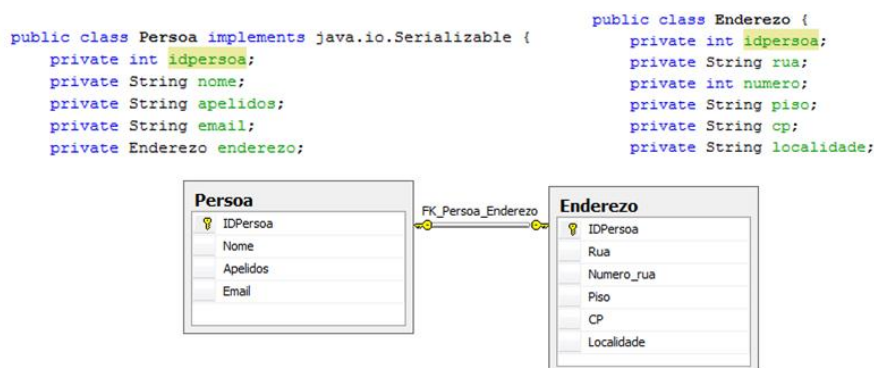 public class Persoa implements java.io.Serializable {
private int idpersoa;
private String nome;
private String apelidos;
private String email;
private Enderezo enderezo;
public class Enderezo {
private int idpersoa;
private String rua;
private int numero;
private String piso;
private String cp;
private String localidade;
Persoa
IDPersoa
Nome
Apelidos
Email
FK_Persoa_Enderezo
Enderezo
IDPersoa
Rua
Numero_rua
Piso
CP
Localidade